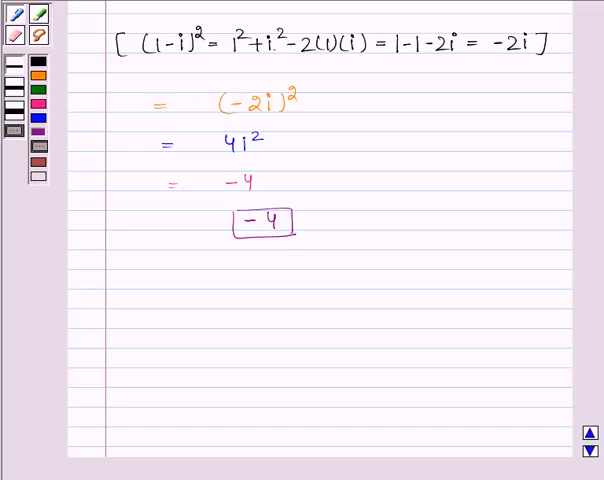 [ (1-i)² = 1² + i² - 2(1)(i) = 1-1-2i = -2i ]
= (-2i)²
= 4i²
= -4
-4